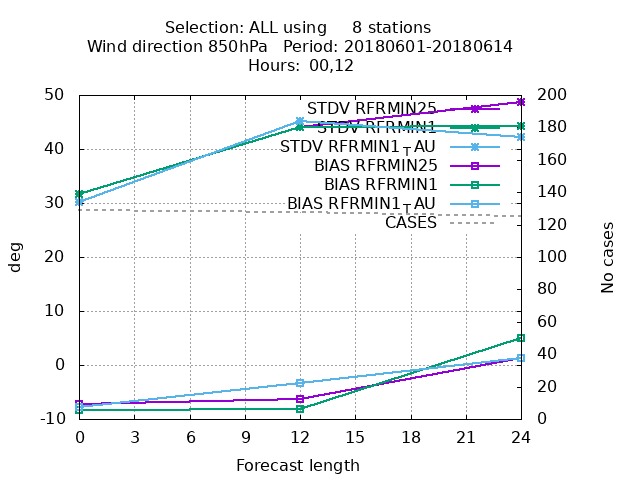 Selection: ALL using 8 stations
Wind direction 850hPa Period: 20180601-20180614
Hours: 00,12
50
40
30
20
10
0
-10
deg
200
180
160
140
120
100
80
60
40
20
0
No cases
STDV RFRMIN25
STDV RFRMIN1
STDV RFRMIN1TAU
BIAS RFRMIN25
BIAS RFRMIN1
BIAS RFRMIN1TAU
CASES
0 3 6 9 12 15 18 21 24
Forecast length